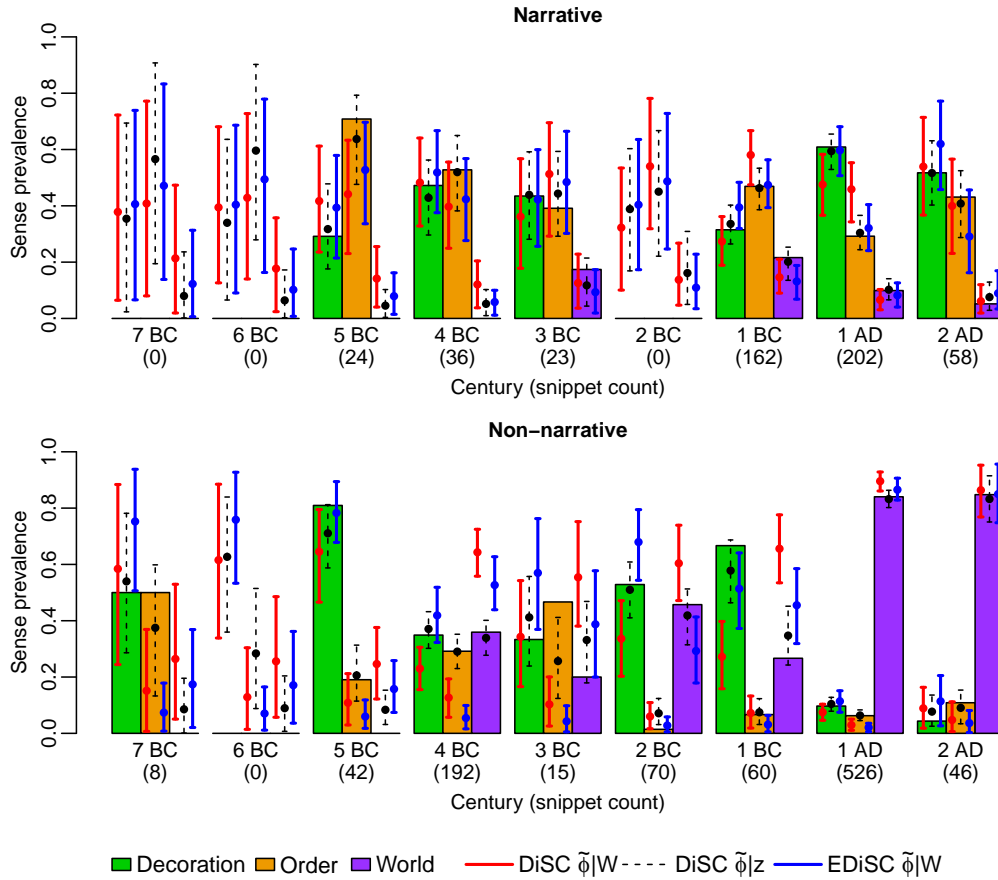 Narrative
Sense prevalence
0.0 0.2 0.4 0.6 0.8 1.0
7 BC 6 BC 5 BC 4 BC 3 BC 2 BC 1 BC 1 AD 2 AD
(0) (0) (24) (36) (23) (0) (162) (202) (58)
Century (snippet count)
Non−narrative
Sense prevalence
0.0 0.2 0.4 0.6 0.8 1.0
7 BC 6 BC 5 BC 4 BC 3 BC 2 BC 1 BC 1 AD 2 AD
(8) (0) (42) (192) (15) (70) (60) (526) (46)
Century (snippet count)
Decoration Order World DiSC φ̃|W DiSC φ̃|z EDiSC φ̃|W